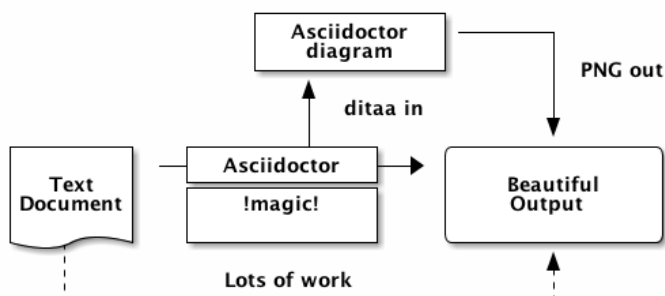 Asciidoctor
diagram
PNG out
ditaa in
Asciidoctor
Text
Document
!magic!
Beautiful
Output
Lots of work